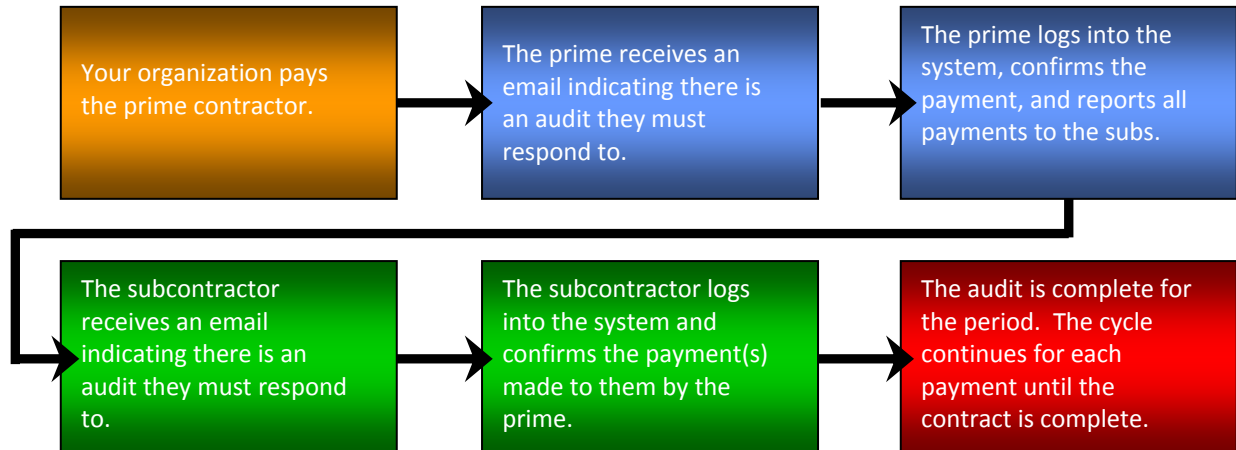 Your organization pays
the prime contractor.
The prime receives an
email indicating there is
an audit they must
respond to.
The prime logs into the
system, confirms the
payment, and reports all
payments to the subs.
The subcontractor
receives an email
indicating there is an
audit they must respond
to.
The subcontractor logs
into the system and
confirms the payment(s)
made to them by the
prime.
The audit is complete for
the period.  The cycle
continues for each
payment until the
contract is complete.